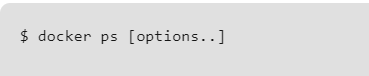 $ docker ps [options..]